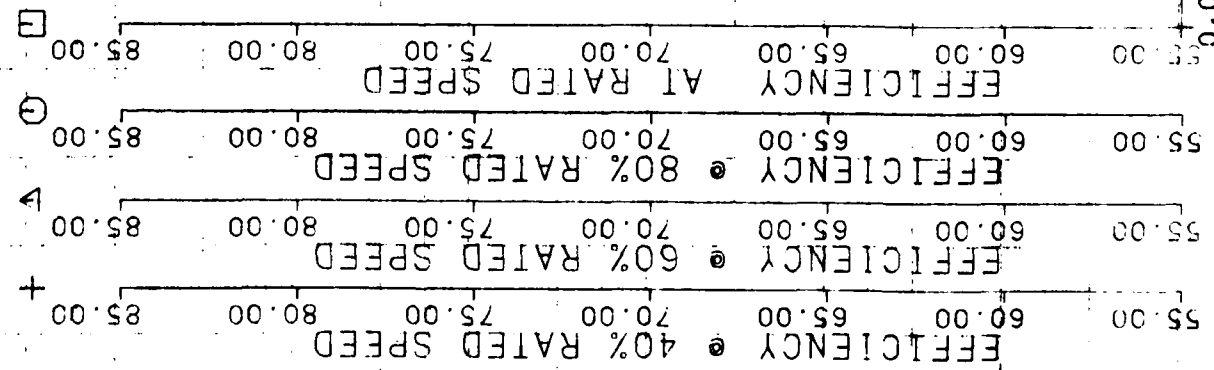 EFFICIENCY @ 40% RATED SPEED
55.00 60.00 65.00 70.00 75.00 80.00 85.00
EFFICIENCY @ 60% RATED SPEED
55.00 60.00 65.00 70.00 75.00 80.00 85.00
EFFICIENCY @ 80% RATED SPEED
55.00 60.00 65.00 70.00 75.00 80.00 85.00
EFFICIENCY AT RATED SPEED
55.00 60.00 65.00 70.00 75.00 80.00 85.00